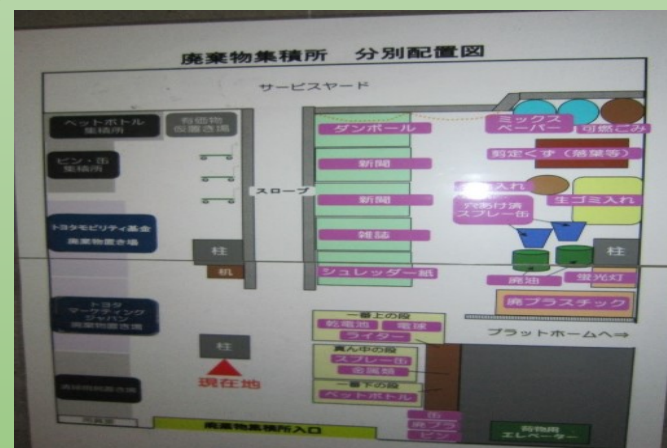 廃棄物集積所　分別配置図
サービスヤード
ペットボトル
集積所
有価物
仮置き場
ビン・缶
集積所
スロープ
トヨタモビリティ基金
廃棄物置き場
柱
机
トヨタ
マーケティング
ジャパン
廃棄物置き場
柱
現在地
廃棄物集積所入口
ダンボール
新聞
新聞
雑誌
シュレッダー紙
ミックス
ペーパー
可燃ごみ
剪定くず（落葉等）
入れ
生ゴミ入れ
穴あけ済
スプレー缶
柱
廃油
蛍光灯
廃プラスチック
プラットホームへ⇒
一番上の段
乾電池
電球
ライター
真ん中の段
スプレー缶
金属類
一番下の段
ペットボトル
缶
廃プラ
ビン
荷物用
エレベーター